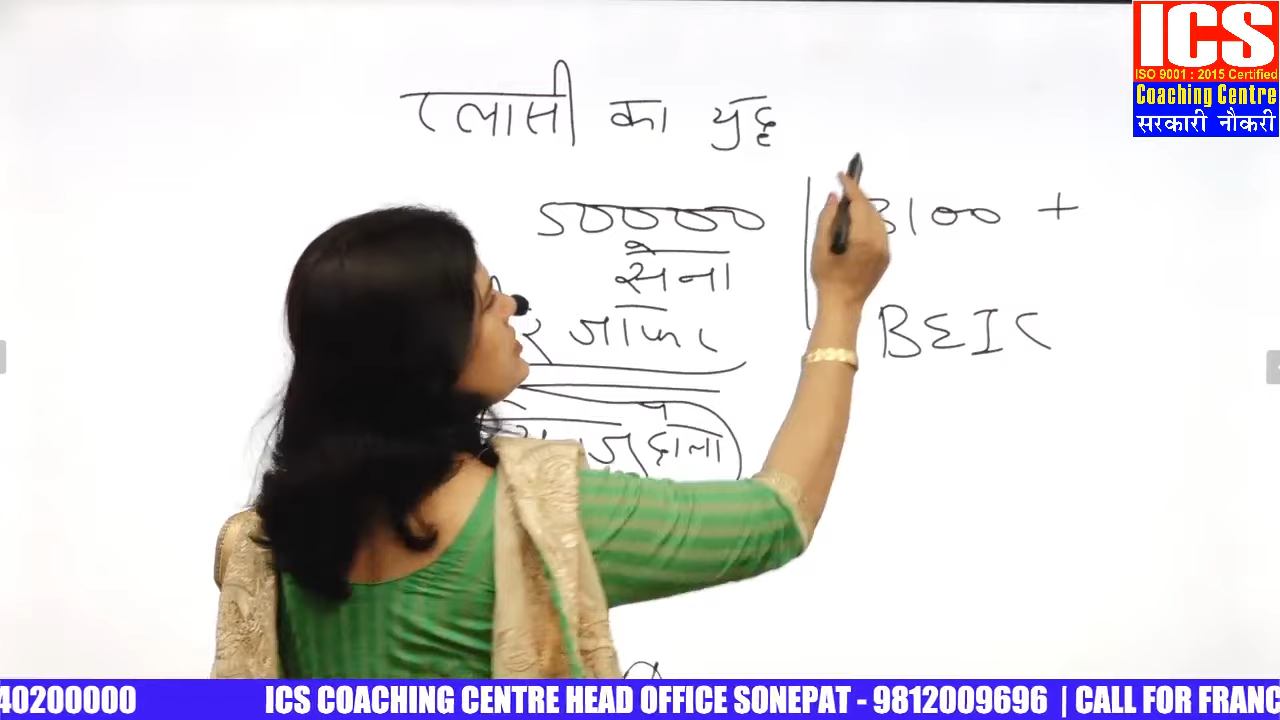 ICS
ISO 9001 : 2015 Certified
Coaching Centre
सरकारी नौकरी
प्लासी का युद्ध
50000
3100 +
सेना
जाफर
BEIC
40200000 ICS COACHING CENTRE HEAD OFFICE SONEPAT - 9812009696 | CALL FOR FRANC